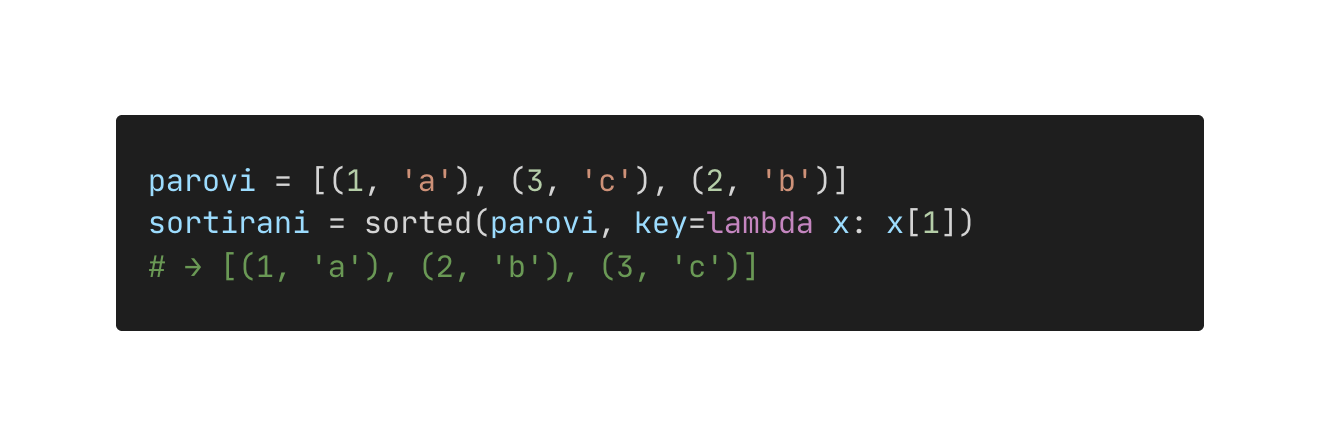 parovi = [(1, 'a'), (3, 'c'), (2, 'b')]
sortirani = sorted(parovi, key=lambda x: x[1])
# → [(1, 'a'), (2, 'b'), (3, 'c')]